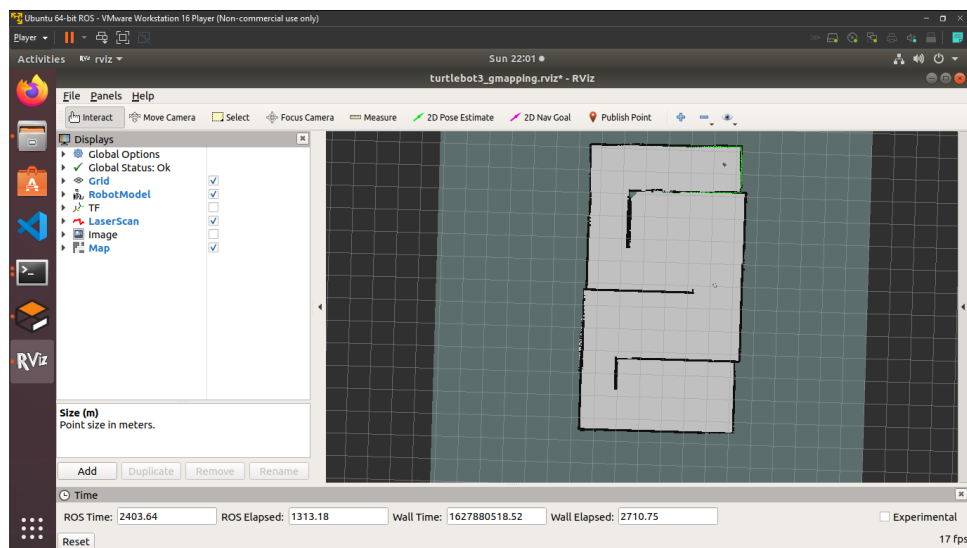 Ubuntu 64-bit ROS - VMware Workstation 16 Player (Non-commercial use only)
Player
Activities RViz rviz Sun 22:01
turtlebot3_gmapping.rviz* - RViz
File Panels Help
Interact Move Camera Select Focus Camera Measure 2D Pose Estimate 2D Nav Goal Publish Point
Displays
Global Options
Global Status: Ok
Grid
RobotModel
TF
LaserScan
Image
Map
RViz
Size (m)
Point size in meters.
Add Duplicate Remove Rename
Time
ROS Time: 2403.64 ROS Elapsed: 1313.18 Wall Time: 1627880518.52 Wall Elapsed: 2710.75 Experimental
Reset 17 fps